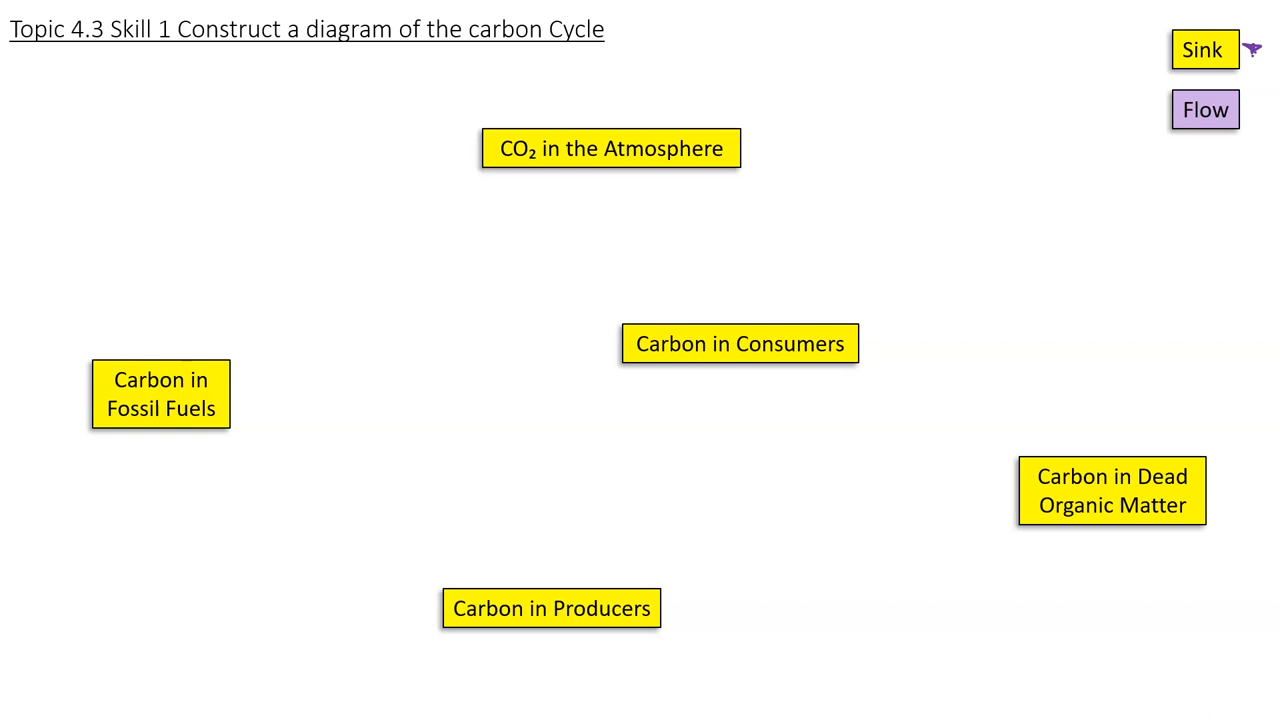 Topic 4.3 Skill 1 Construct a diagram of the carbon Cycle
Sink
Flow
CO₂ in the Atmosphere
Carbon in Consumers
Carbon in
Fossil Fuels
Carbon in Dead
Organic Matter
Carbon in Producers